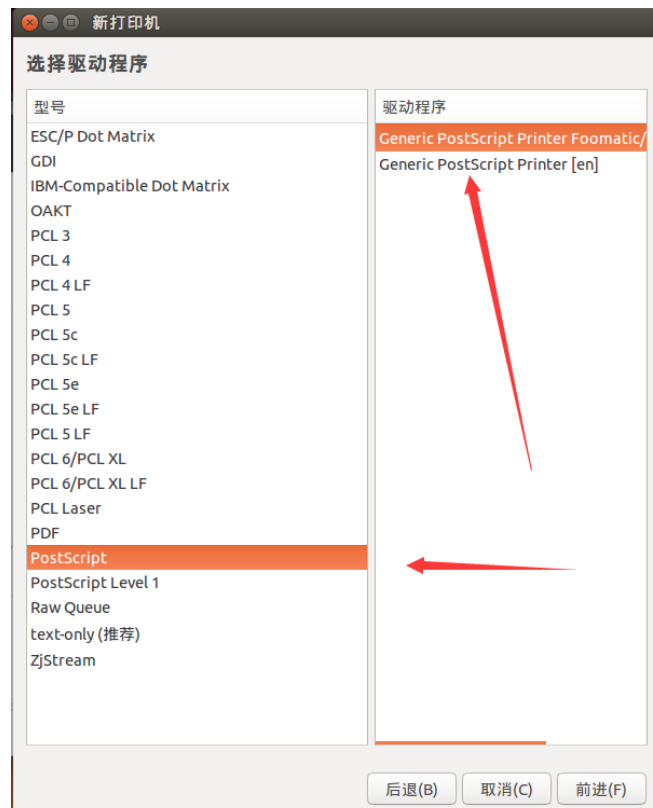 新打印机
选择驱动程序
型号
ESC/P Dot Matrix
GDI
IBM-Compatible Dot Matrix
OAKT
PCL 3
PCL 4
PCL 4 LF
PCL 5
PCL 5c
PCL 5c LF
PCL 5e
PCL 5e LF
PCL 5 LF
PCL 6/PCL XL
PCL 6/PCL XL LF
PCL Laser
PDF
PostScript
PostScript Level 1
Raw Queue
text-only (推荐)
ZjStream
驱动程序
Generic PostScript Printer Foomatic/
Generic PostScript Printer [en]
后退(B)
取消(C)
前进(F)